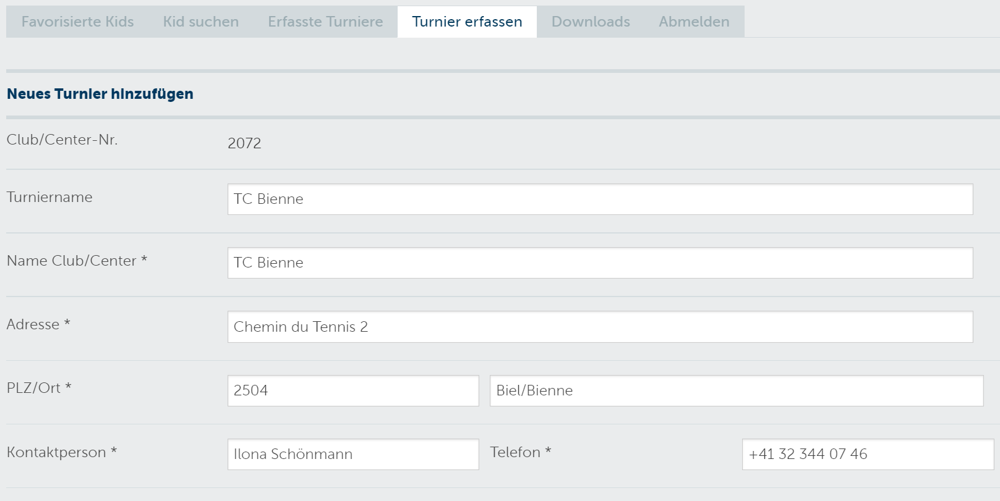 Favorisierte Kids Kid suchen Erfasste Turniere Turnier erfassen Downloads Abmelden
Neues Turnier hinzufügen
Club/Center-Nr. 2072
Turniername TC Bienne
Name Club/Center * TC Bienne
Adresse * Chemin du Tennis 2
PLZ/Ort * 2504 Biel/Bienne
Kontaktperson * Ilona Schönmann Telefon * +41 32 344 07 46